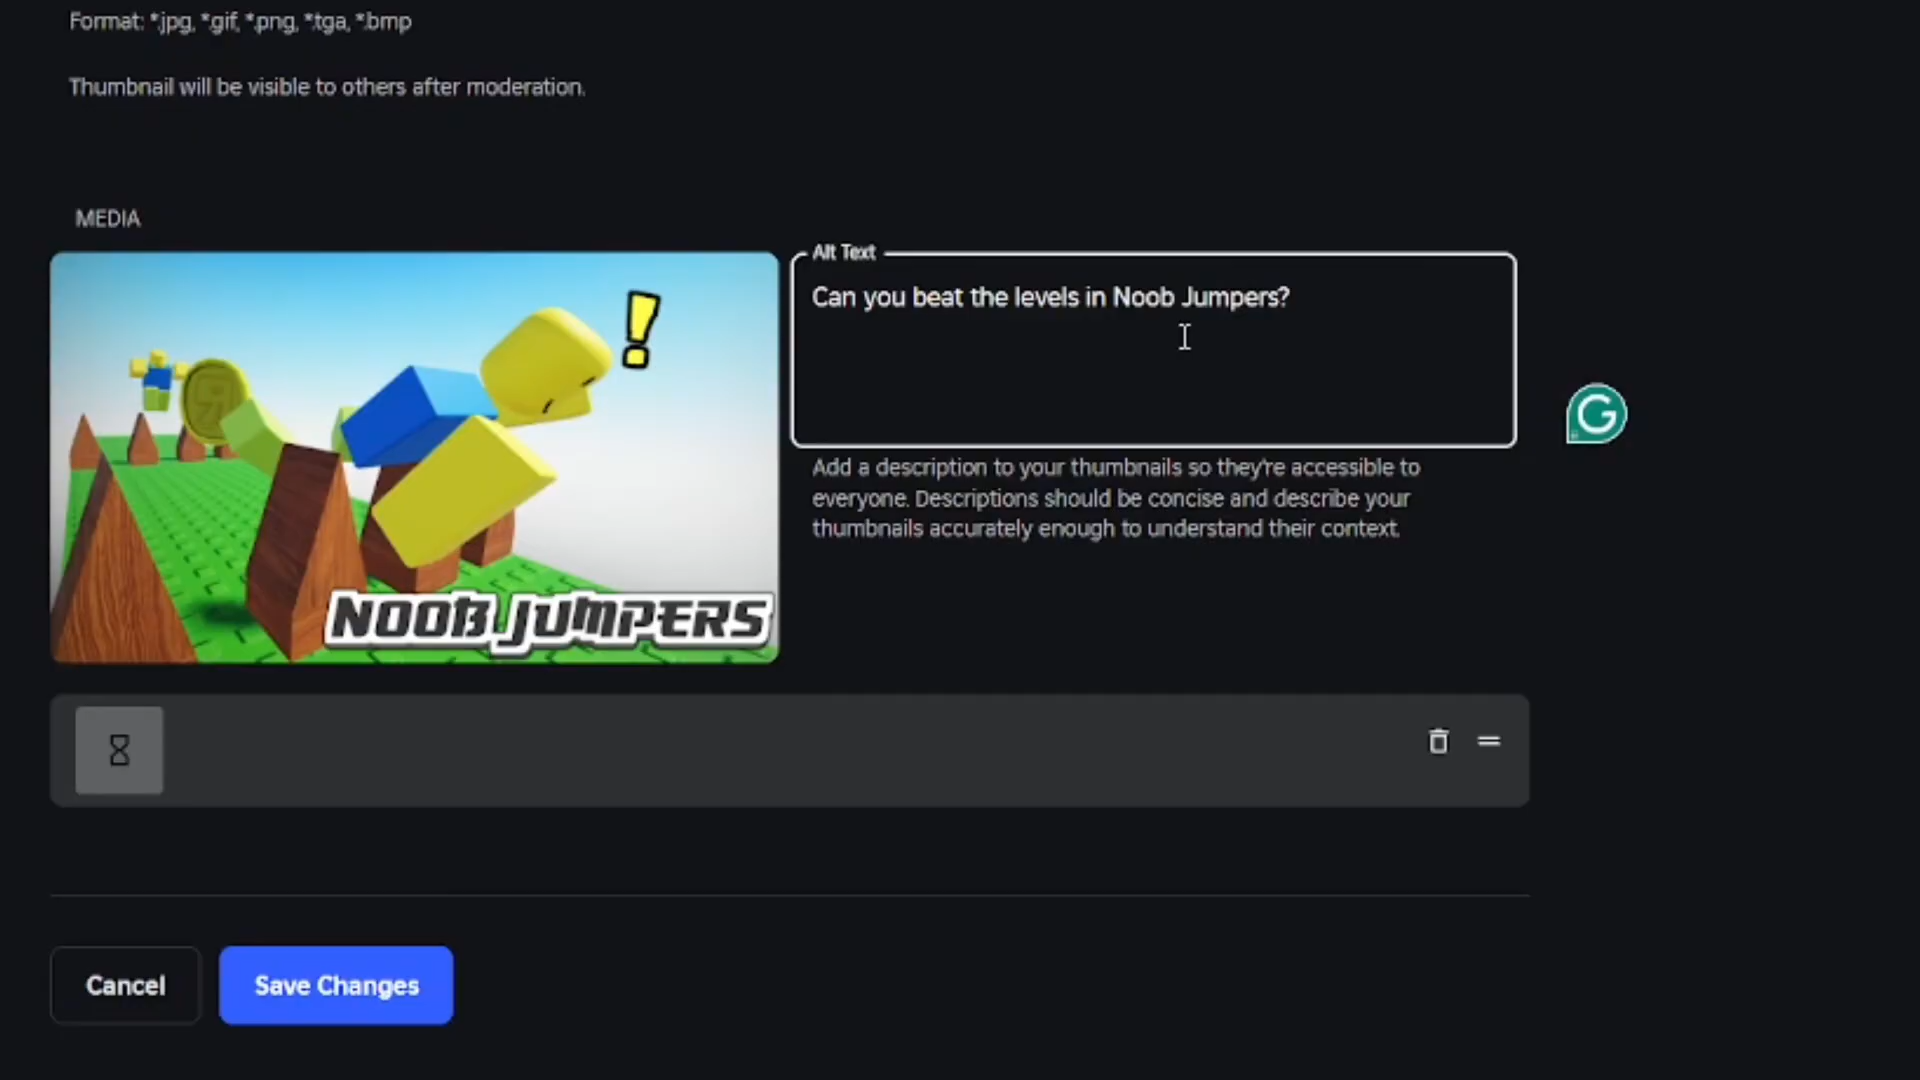 Format: *.jpg, *.gif, *.png, *.tga, *.bmp
Thumbnail will be visible to others after moderation.
MEDIA
!
NOOB JUMPERS
Alt Text
Can you beat the levels in Noob Jumpers?
G
Add a description to your thumbnails so they're accessible to
everyone. Descriptions should be concise and describe your
thumbnails accurately enough to understand their context.
Cancel
Save Changes